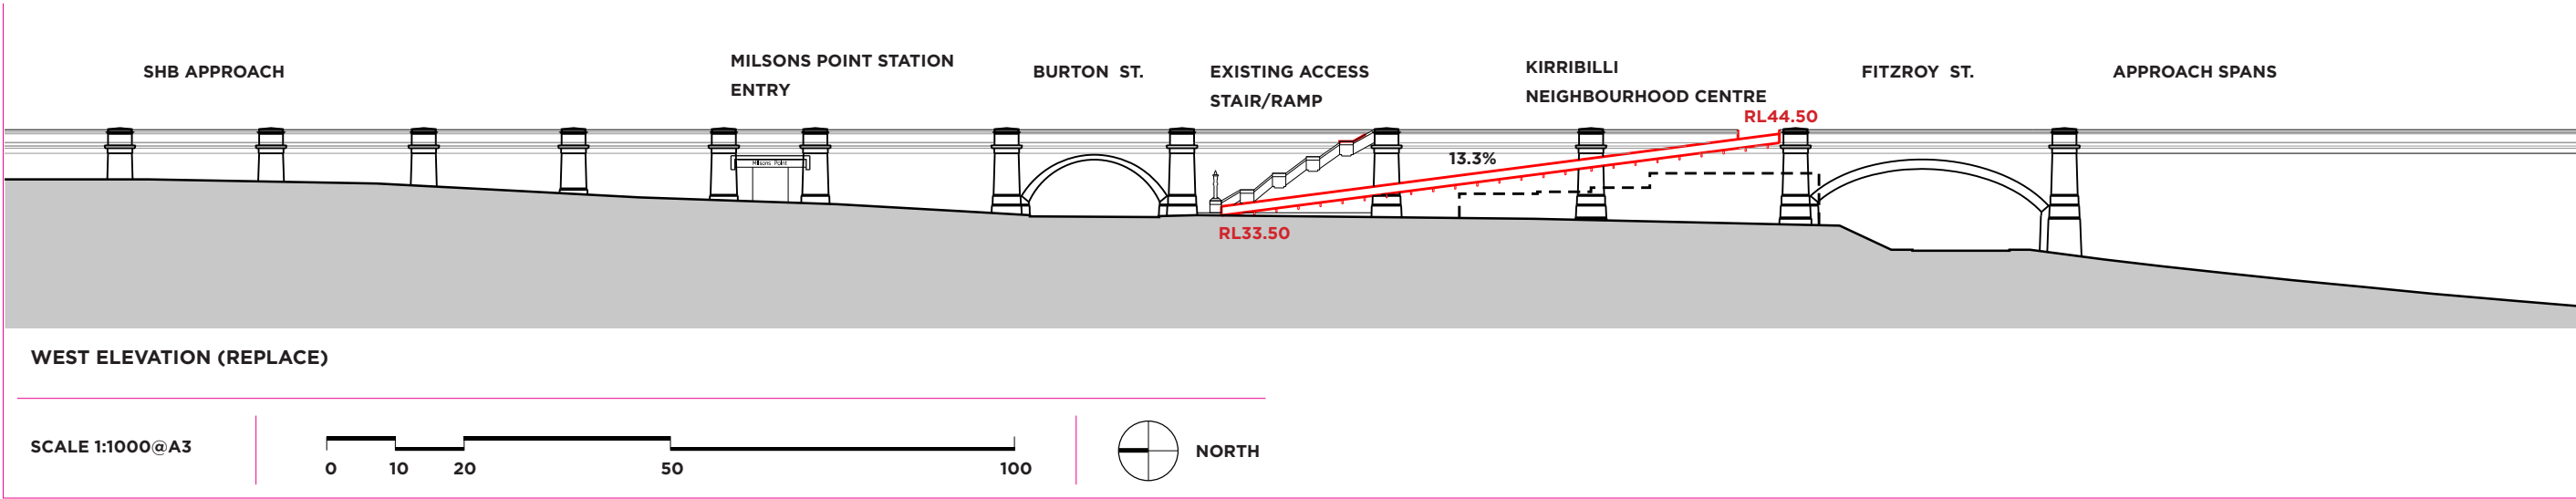 SHB APPROACH
MILSONS POINT STATION
ENTRY
BURTON ST.
EXISTING ACCESS
STAIR/RAMP
KIRRIBILLI
NEIGHBOURHOOD CENTRE
FITZROY ST.
APPROACH SPANS
RL44.50
Milsons Point
13.3%
RL33.50
WEST ELEVATION (REPLACE)
SCALE 1:1000@A3
0 10 20 50 100
NORTH